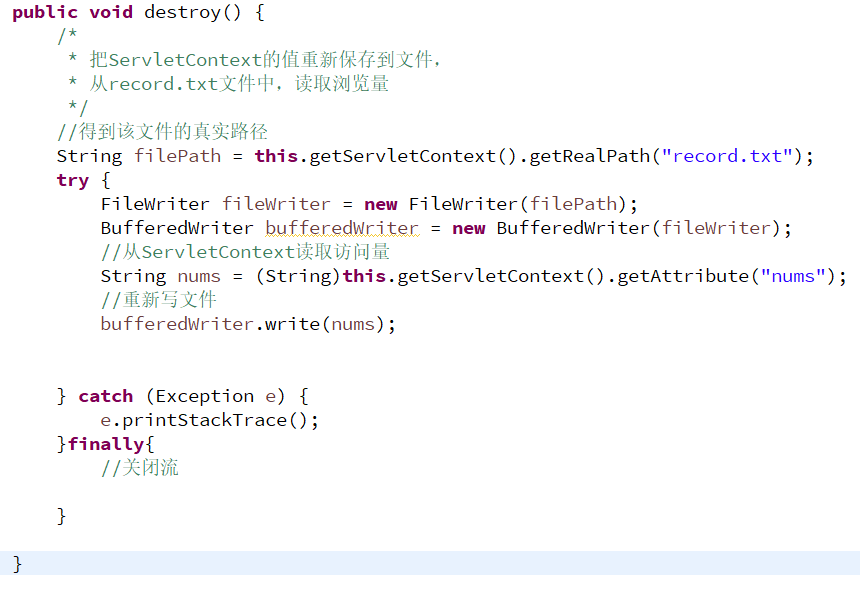 public void destroy() {
/*
* 把ServletContext的值重新保存到文件,
* 从record.txt文件中，读取浏览量
*/
//得到该文件的真实路径
String filePath = this.getServletContext().getRealPath("record.txt");
try {
FileWriter fileWriter = new FileWriter(filePath);
BufferedWriter bufferedWriter = new BufferedWriter(fileWriter);
//从ServletContext读取访问量
String nums = (String)this.getServletContext().getAttribute("nums");
//重新写文件
bufferedWriter.write(nums);
} catch (Exception e) {
e.printStackTrace();
}finally{
//关闭流
}
}